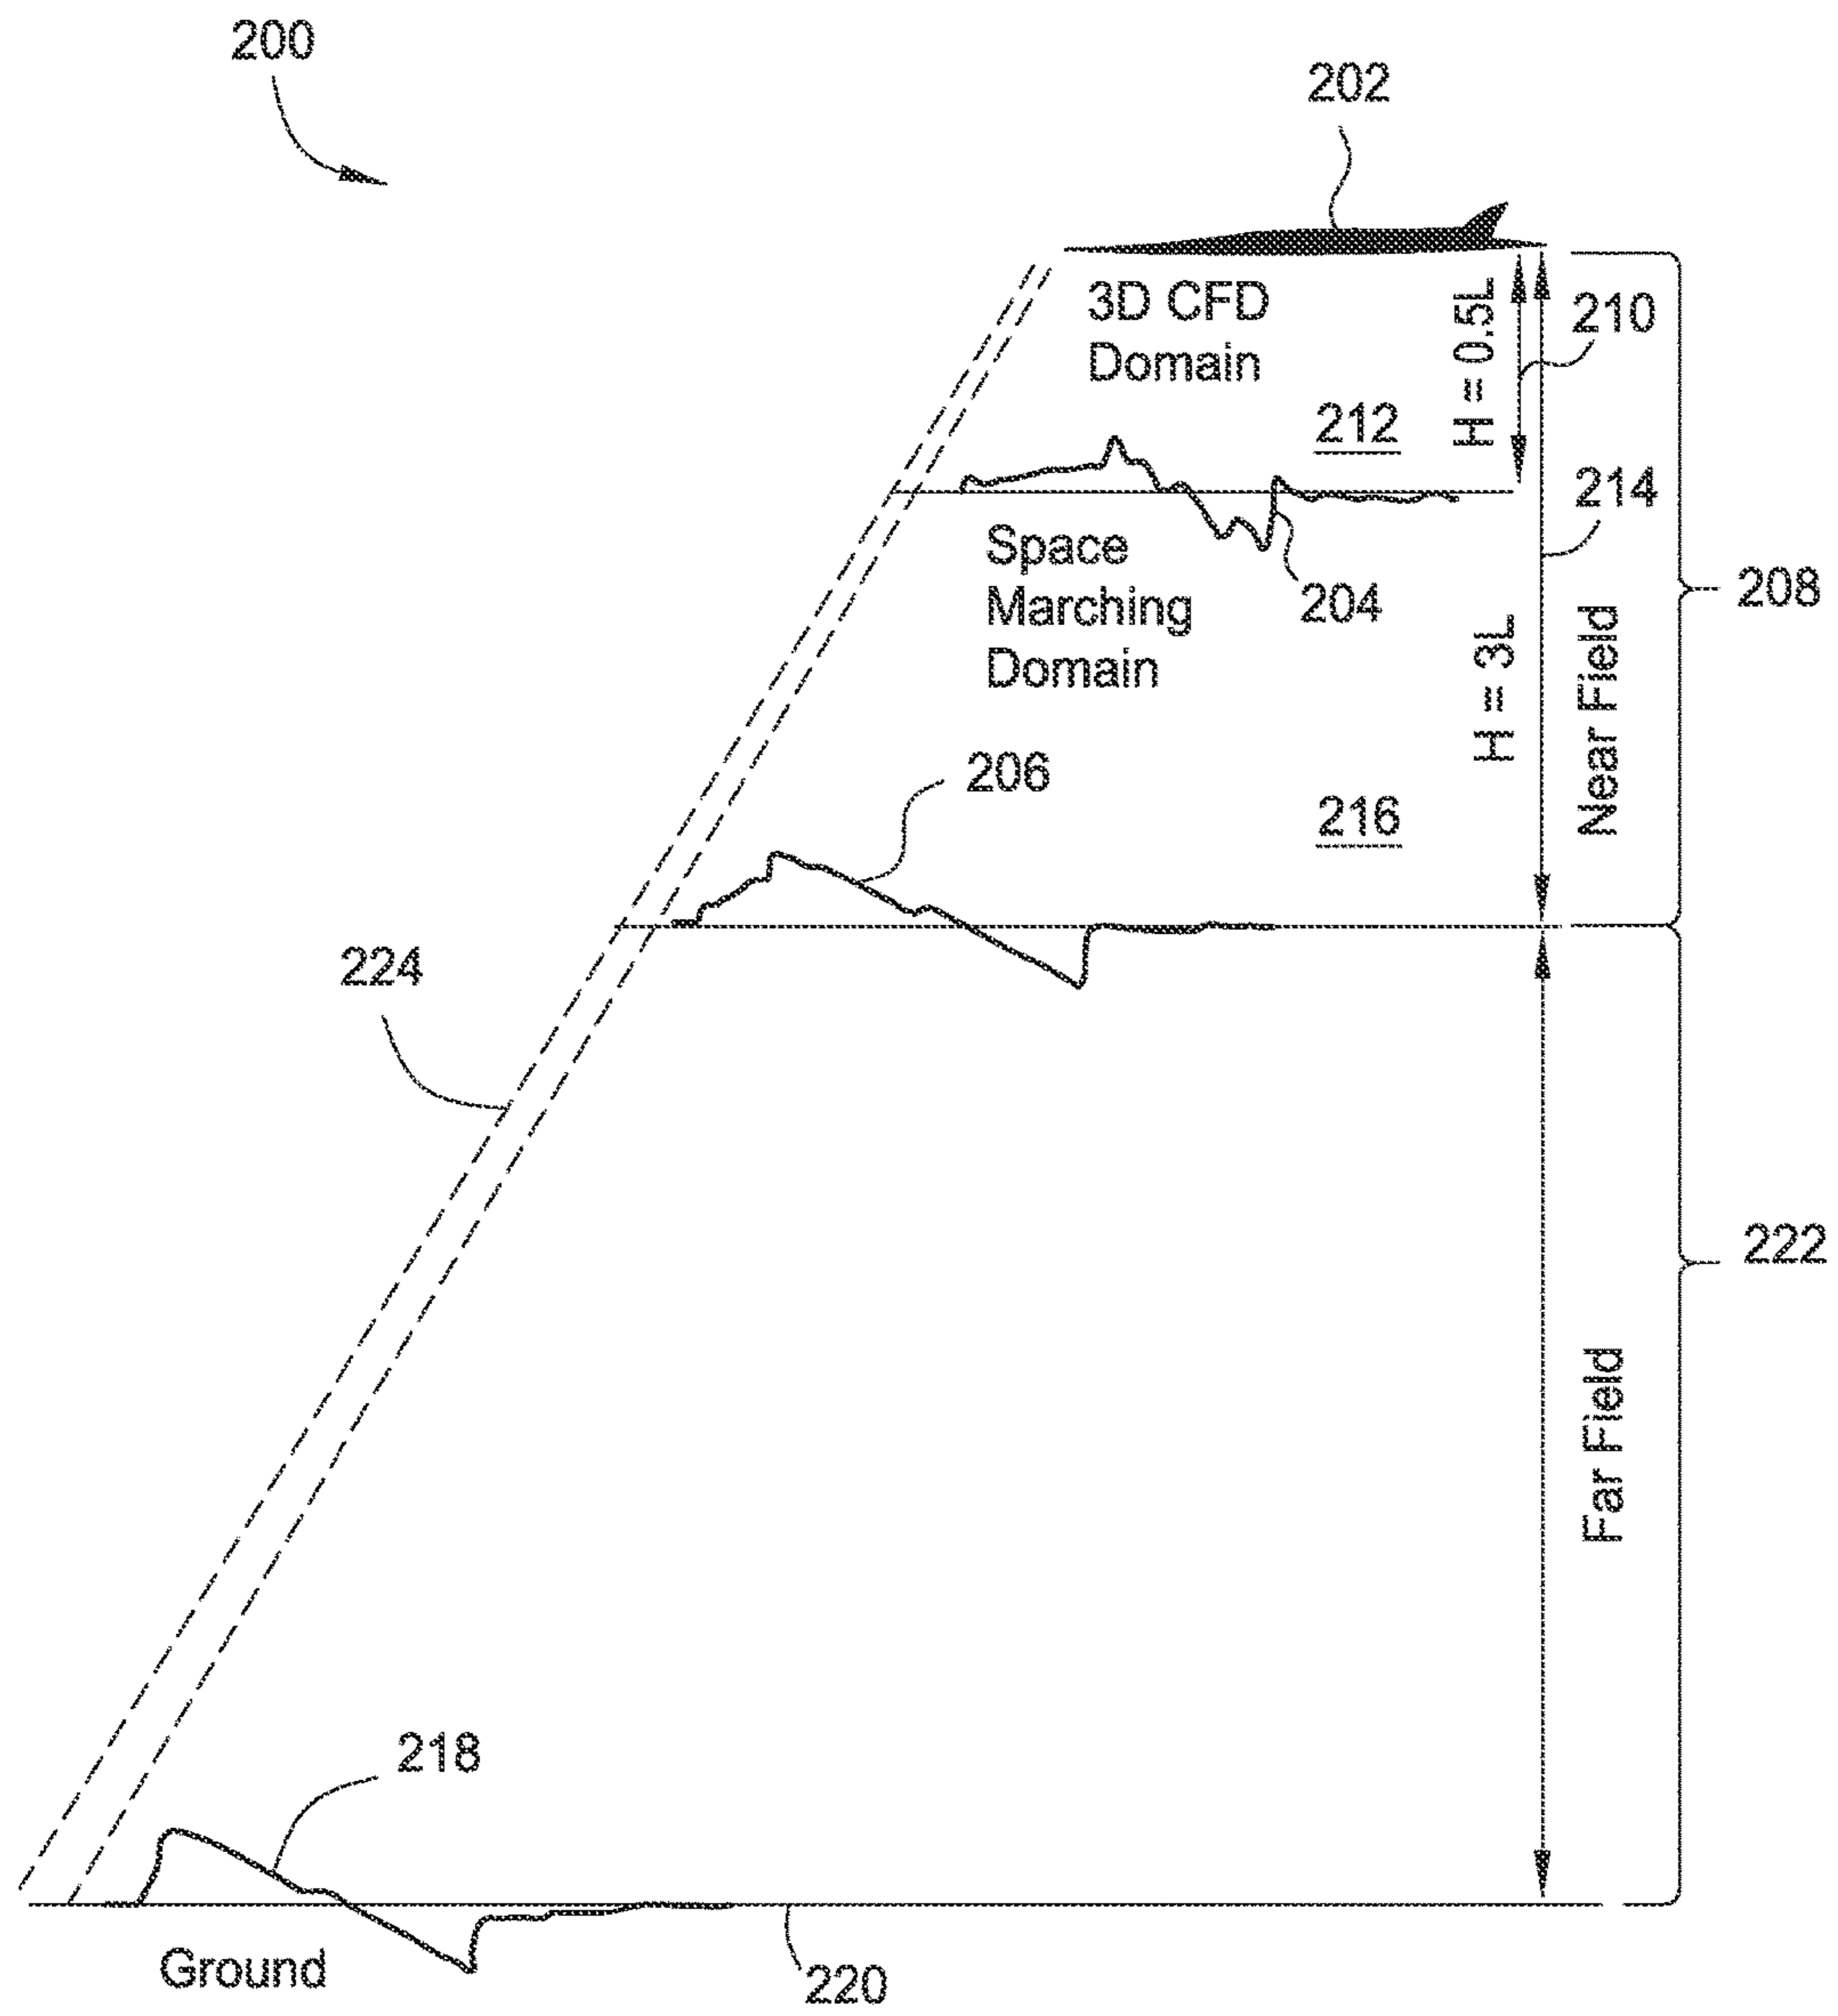 200
202
3D CFD
Domain
H = 0.5L
210
212
214
Space
Marching
Domain
204
208
H = 3L
Near Field
206
216
224
222
Far Field
218
Ground
220